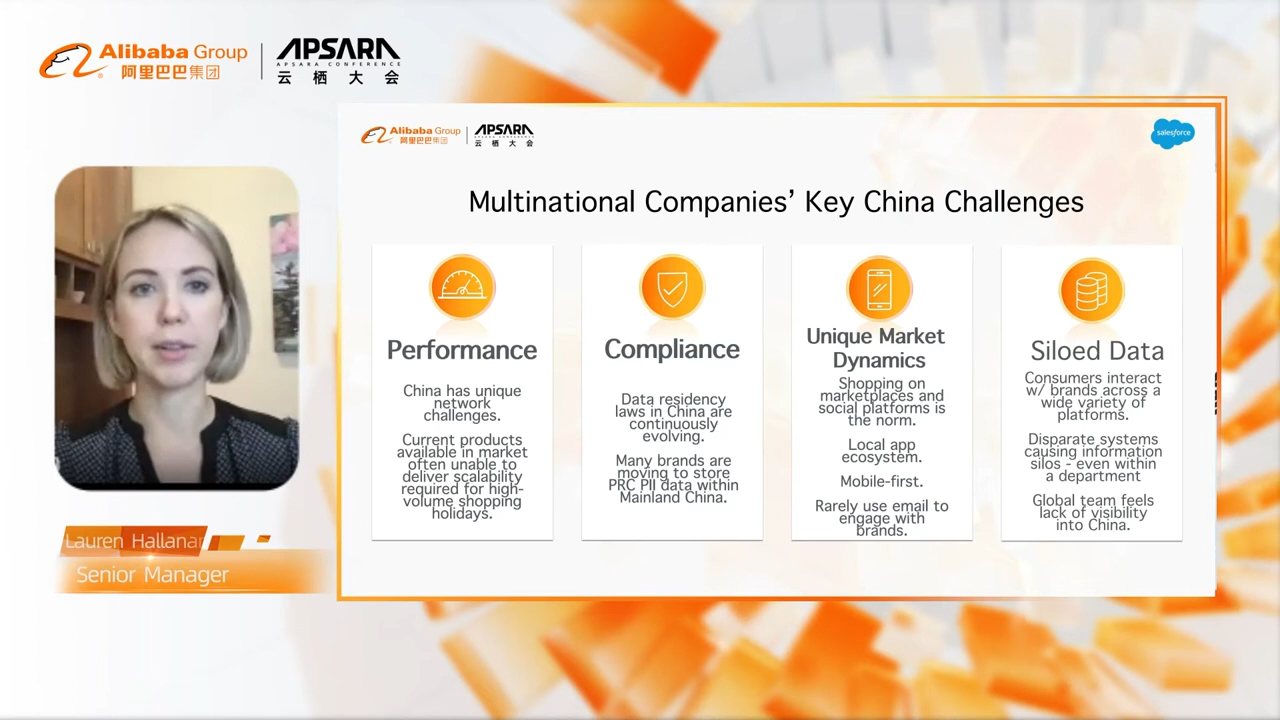 Alibaba Group
阿里巴巴集团
APSARA
APSARA CONFERENCE
云栖大会
Alibaba Group
阿里巴巴集团
APSARA
APSARA CONFERENCE
云栖大会
salesforce
Multinational Companies’ Key China Challenges
Performance
China has unique
network
challenges.
Current products
available in market
often unable to
deliver scalability
required for high-
volume shopping
holidays.
Compliance
Data residency
laws in China are
continuously
evolving.
Many brands are
moving to store
PRC PII data within
Mainland China.
Unique Market
Dynamics
Shopping on
marketplaces and
social platforms is
the norm.
Local app
ecosystem.
Mobile-first.
Rarely use email to
engage with
brands.
Siloed Data
Consumers interact
w/ brands across a
wide variety of
platforms.
Disparate systems
causing information
silos - even within
a department
Global team feels
lack of visibility
into China.
Lauren Hallanan
Senior Manager